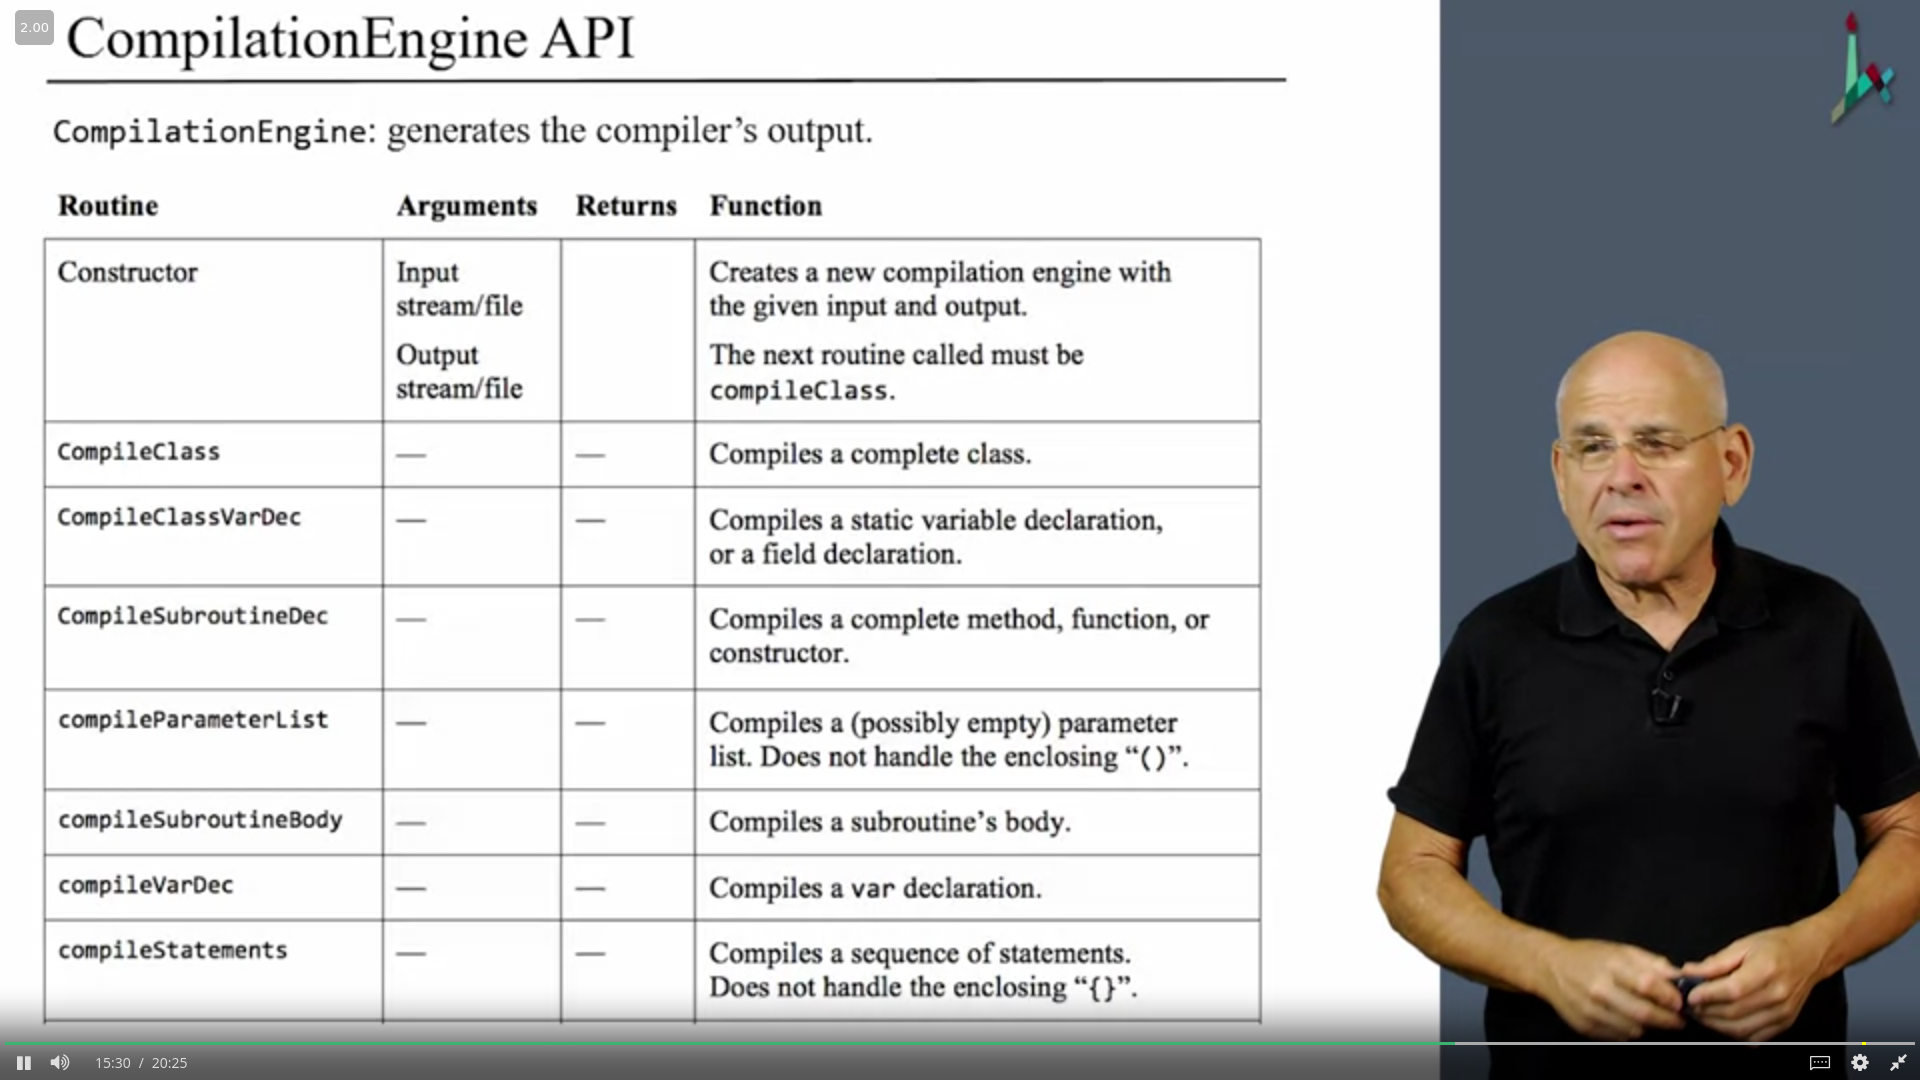 2.00
CompilationEngine API
CompilationEngine: generates the compiler's output.
Routine Arguments Returns Function
Constructor
Input
stream/file
Output
stream/file
Creates a new compilation engine with
the given input and output.
The next routine called must be
compileClass.
CompileClass — — Compiles a complete class.
CompileClassVarDec — — Compiles a static variable declaration,
or a field declaration.
CompileSubroutineDec — — Compiles a complete method, function, or
constructor.
compileParameterList — — Compiles a (possibly empty) parameter
list. Does not handle the enclosing “()”.
compileSubroutineBody — — Compiles a subroutine’s body.
compileVarDec — — Compiles a var declaration.
compileStatements — — Compiles a sequence of statements.
Does not handle the enclosing “{}”.
15:30 / 20:25